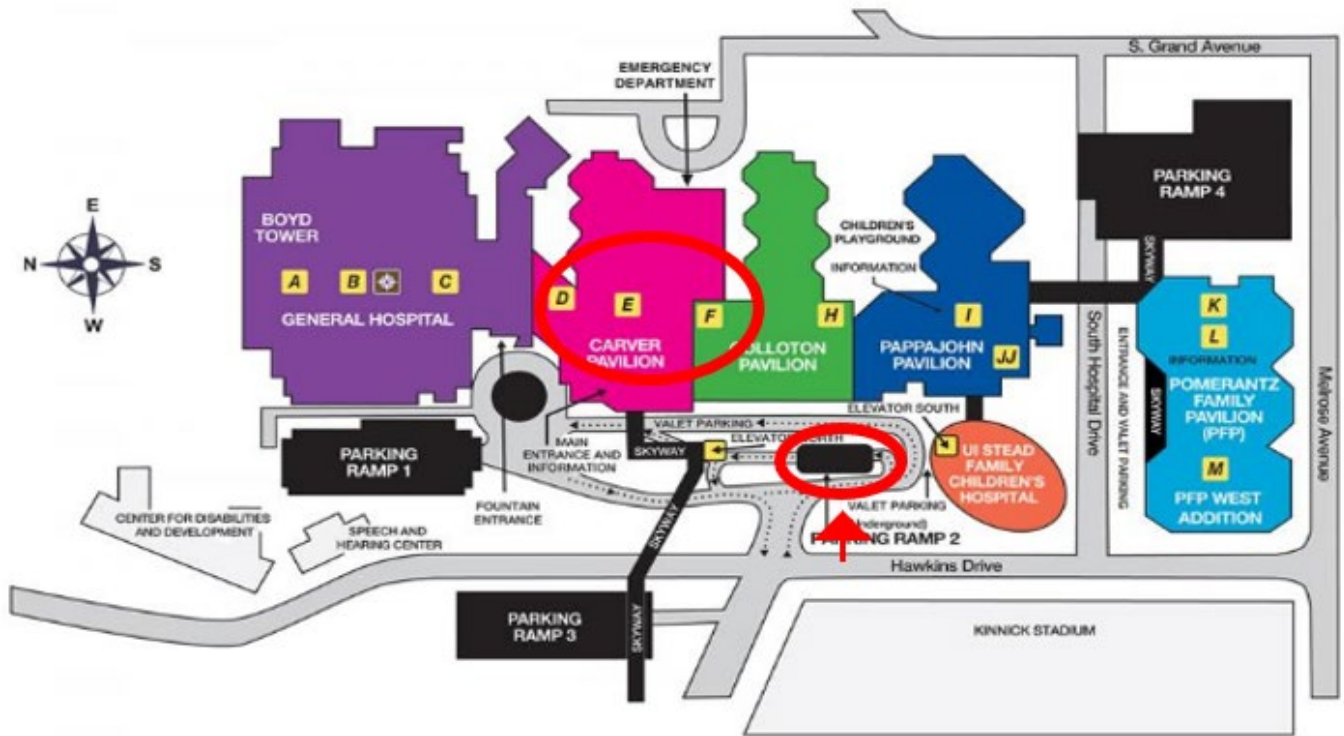 S. Grand Avenue
EMERGENCY
DEPARTMENT
PARKING
RAMP 4
E
N
S
W
BOYD
TOWER
A
B
C
GENERAL HOSPITAL
D
E
CARVER
PAVILION
F
H
COLLOTON
PAVILION
CHILDREN'S
PLAYGROUND
INFORMATION
I
PAPPAJOHN
PAVILION
JJ
SKYWAY
K
L
INFORMATION
POMERANTZ
FAMILY
PAVILION
(PFP)
M
PFP WEST
ADDITION
SKYWAY
South Hospital Drive
ENTRANCE AND VALET PARKING
Melrose Avenue
PARKING
RAMP 1
FOUNTAIN
ENTRANCE
MAIN
ENTRANCE AND
INFORMATION
VALET PARKING
SKYWAY
ELEVATOR NORTH
ELEVATOR SOUTH
UI STEAD
FAMILY
CHILDREN'S
HOSPITAL
VALET PARKING
(Underground)
PARKING RAMP 2
CENTER FOR DISABILITIES
AND DEVELOPMENT
SPEECH AND
HEARING CENTER
SKYWAY
Hawkins Drive
PARKING
RAMP 3
SKYWAY
KINNICK STADIUM